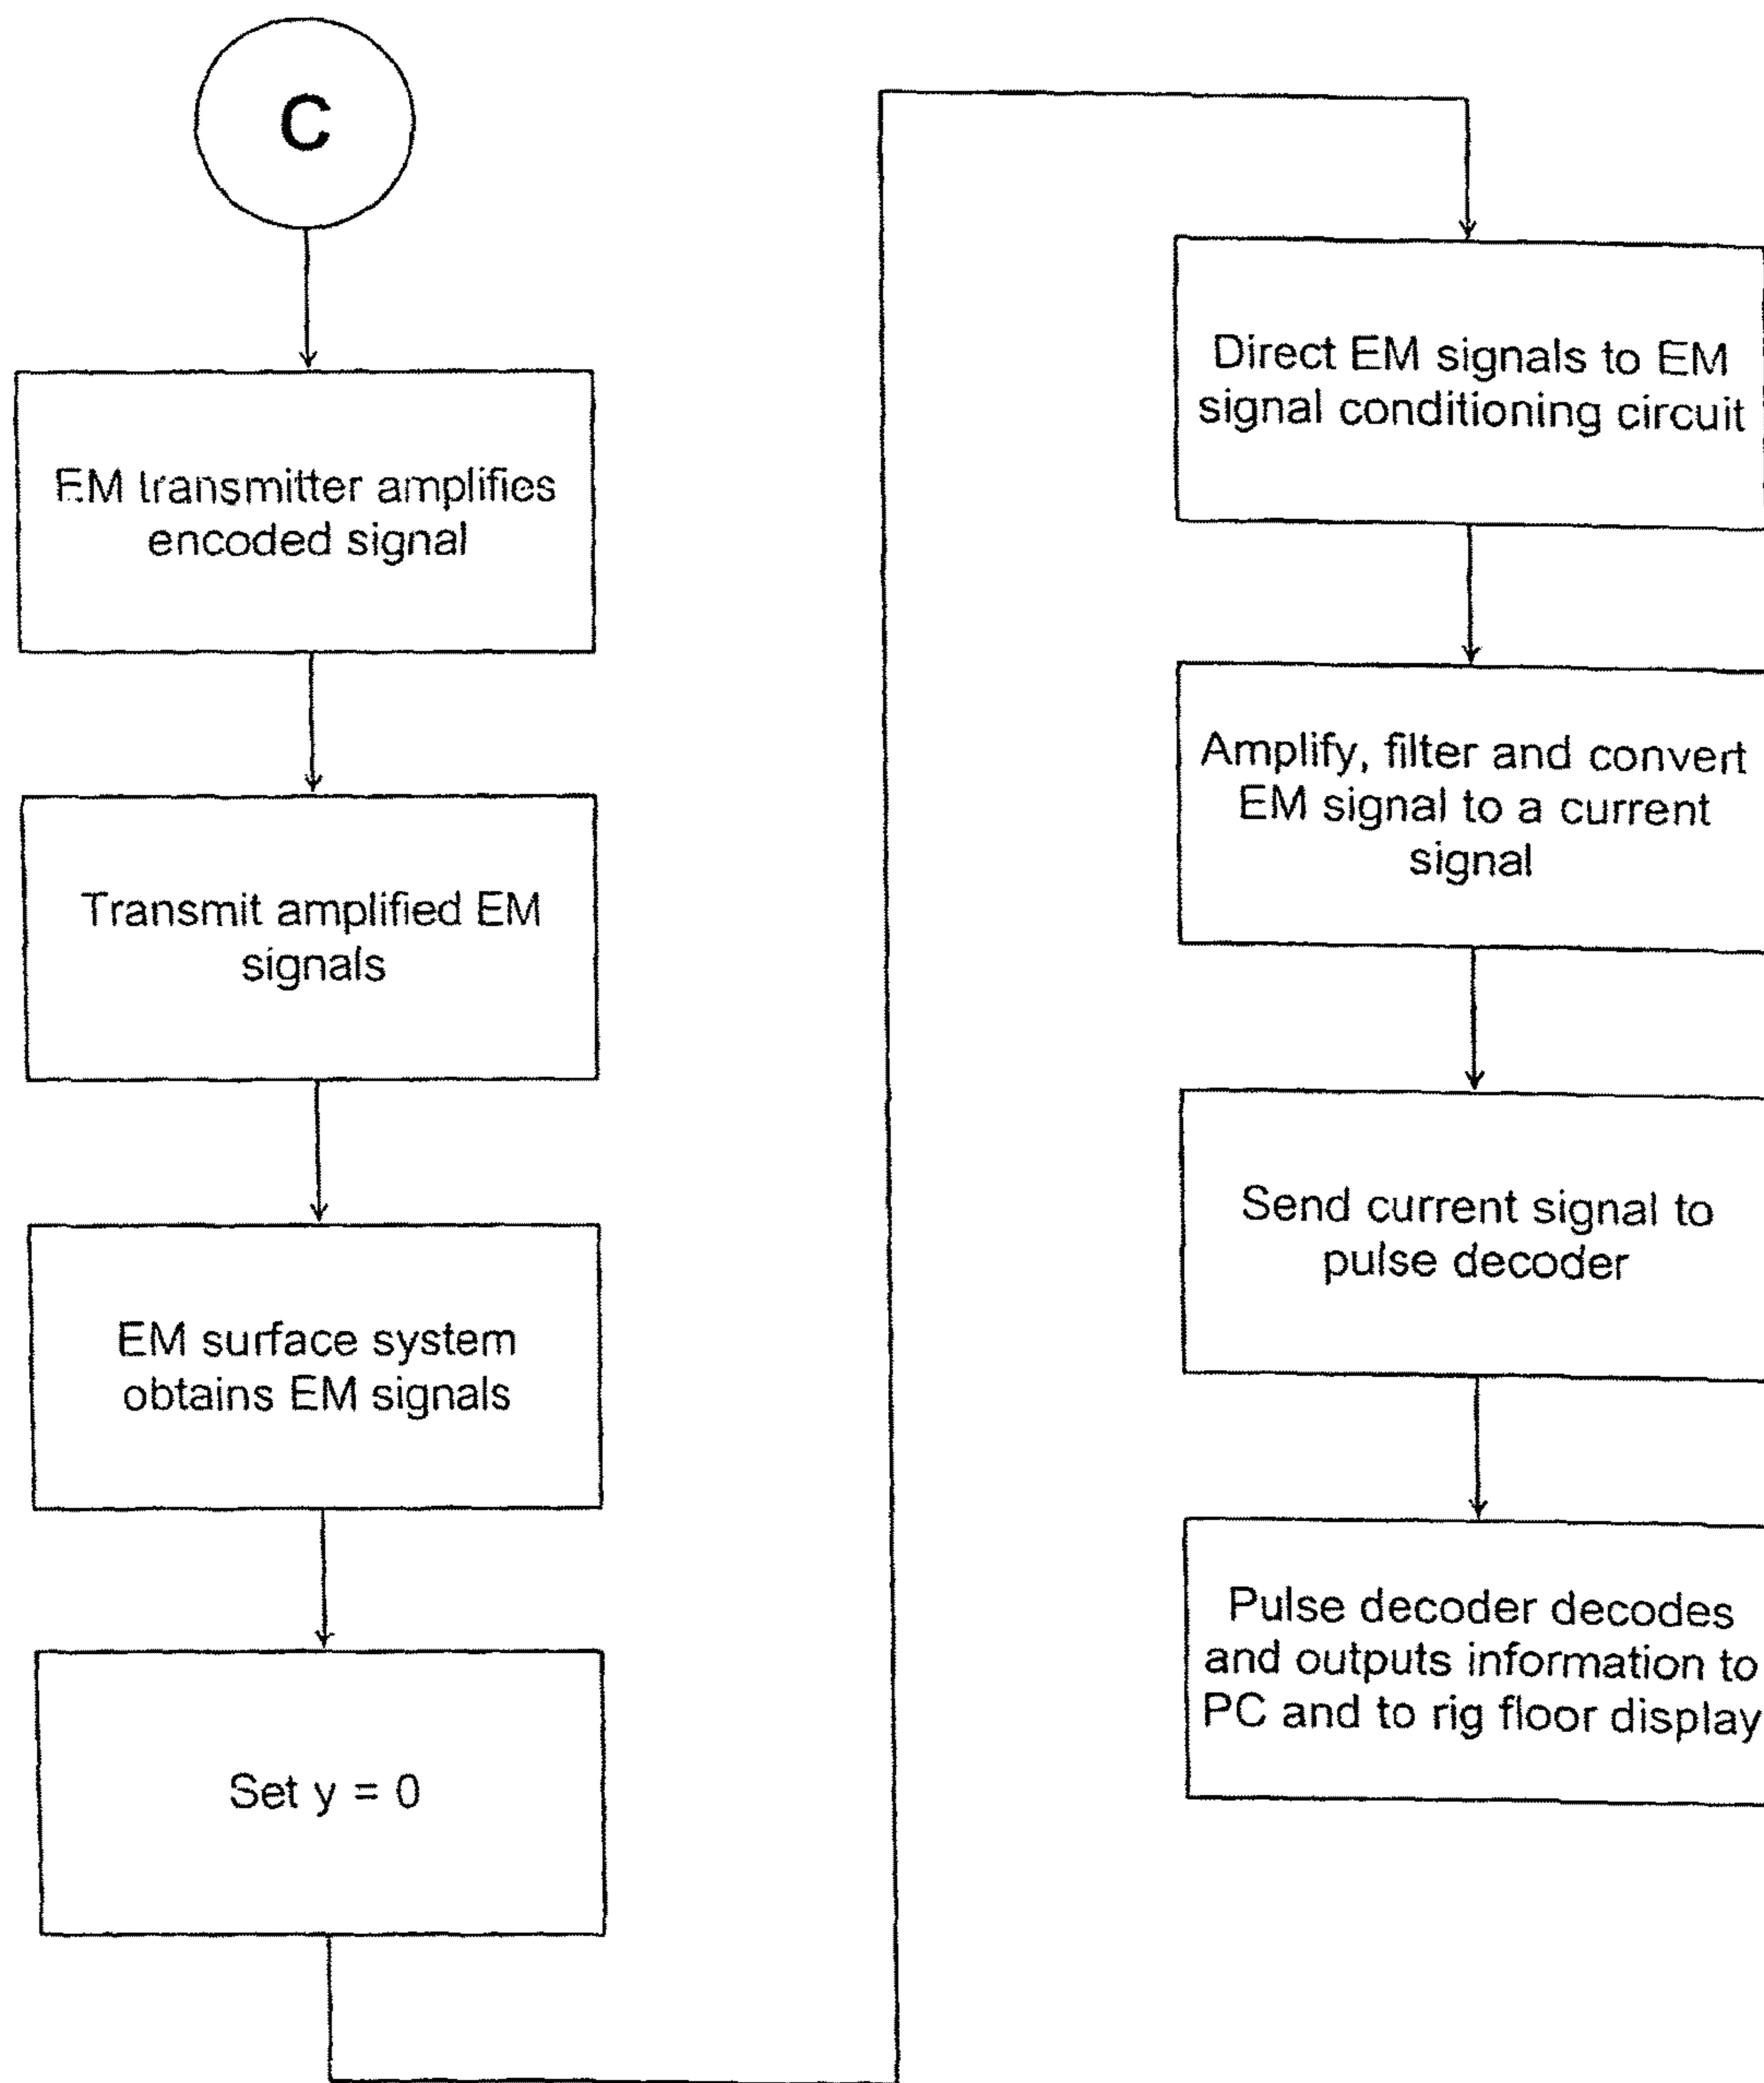 C
EM transmitter amplifies
encoded signal
Transmit amplified EM
signals
EM surface system
obtains EM signals
Set y = 0
Direct EM signals to EM
signal conditioning circuit
Amplify, filter and convert
EM signal to a current
signal
Send current signal to
pulse decoder
Pulse decoder decodes
and outputs information to
PC and to rig floor display